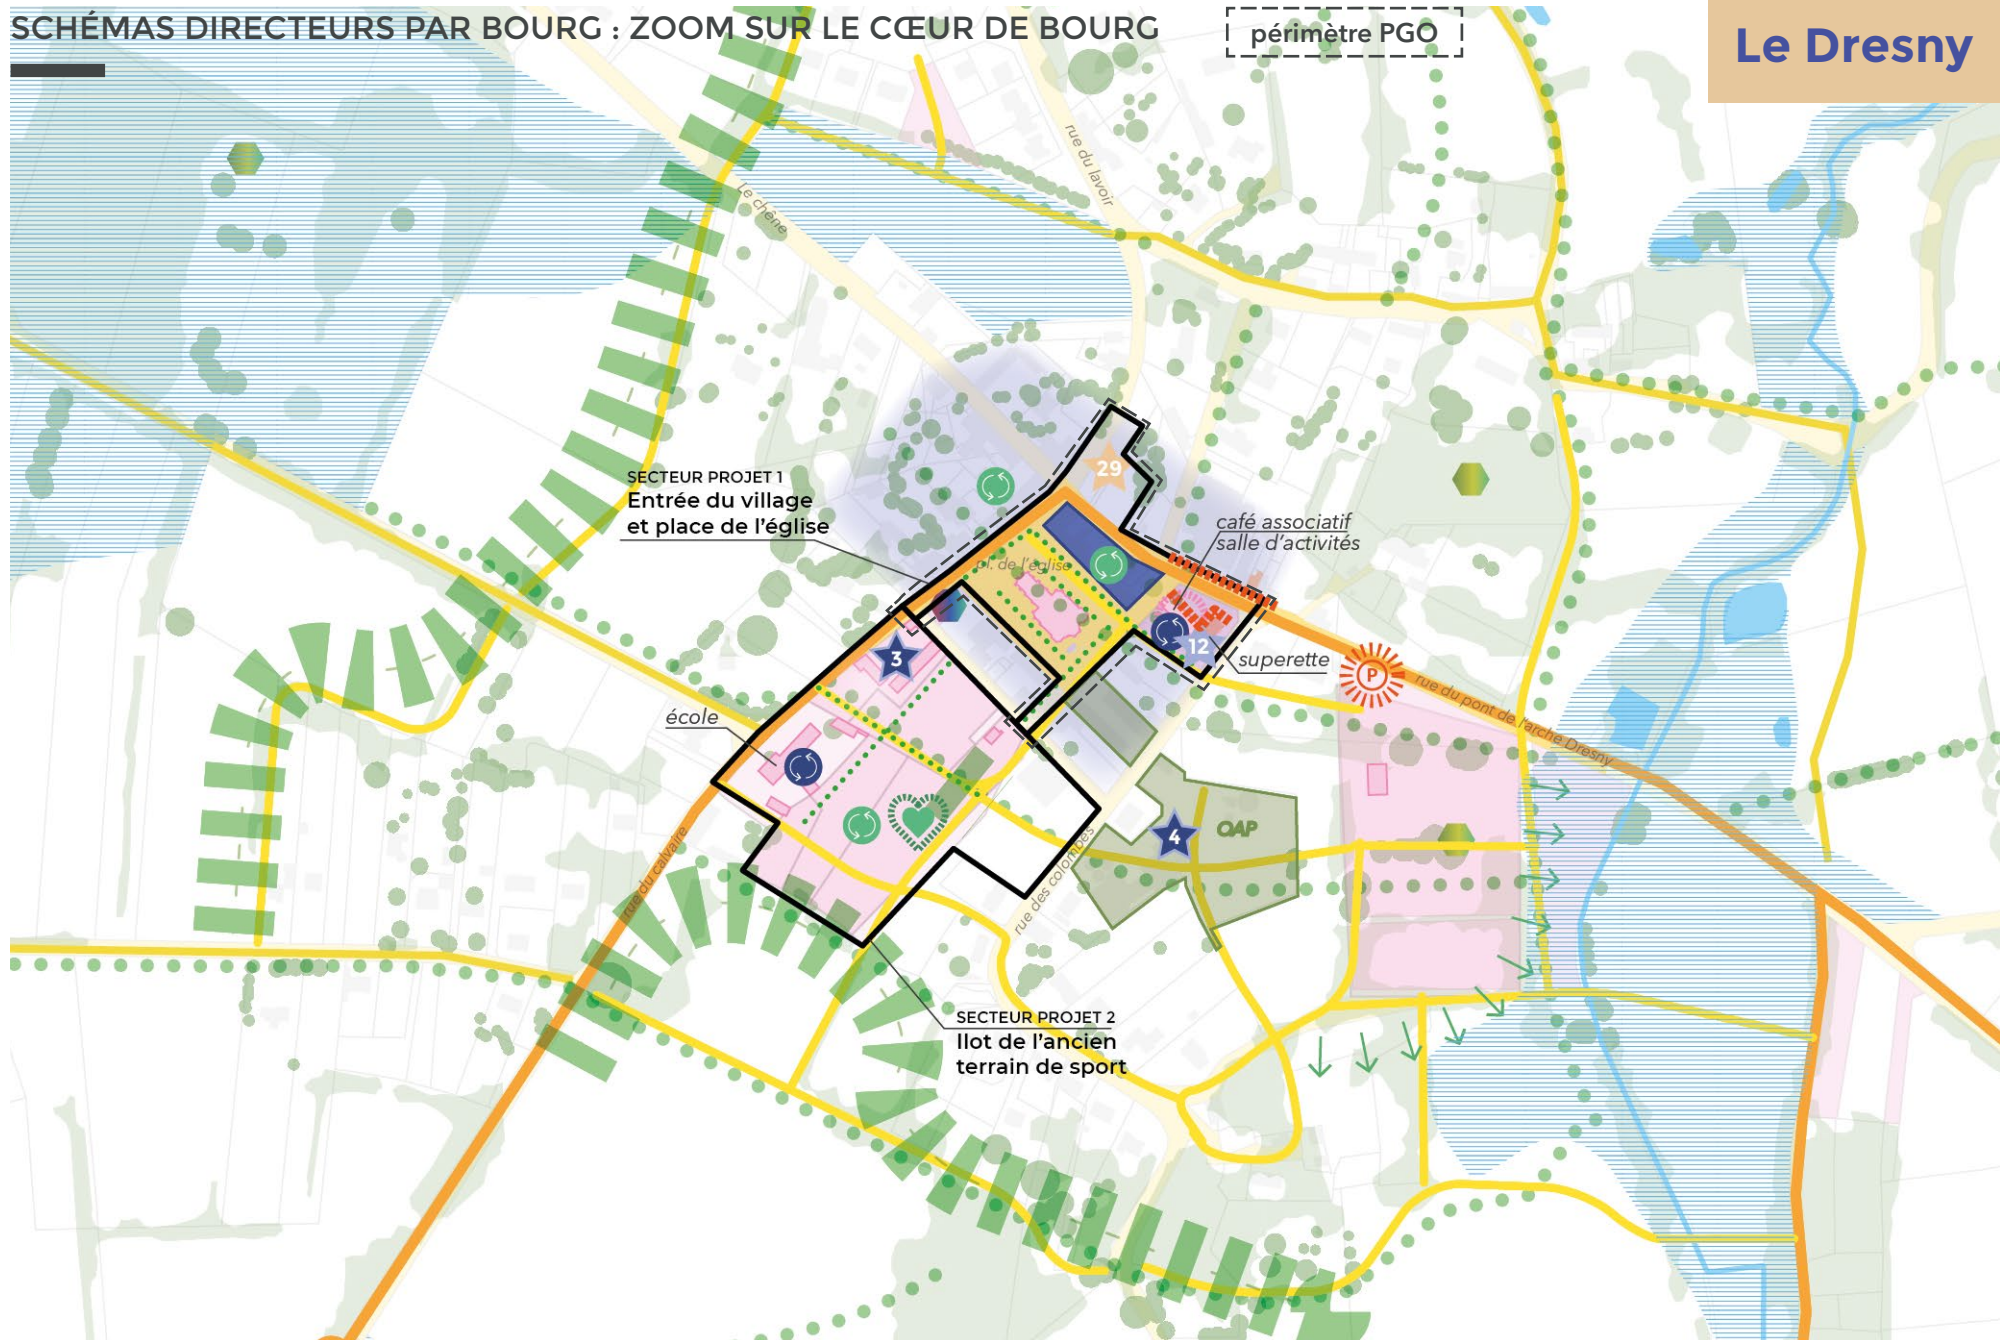 SCHÉMAS DIRECTEURS PAR BOURG : ZOOM SUR LE CŒUR DE BOURG
périmètre PGO
Le Dresny
rue du lavoir
Le chêne
29
SECTEUR PROJET 1
Entrée du village
et place de l'église
café associatif
salle d'activités
pl. de l'église
3
12
superette
P
rue du pont de l'arche Dresny
école
4
OAP
rue du calvaire
rue des colombes
SECTEUR PROJET 2
Ilot de l'ancien
terrain de sport